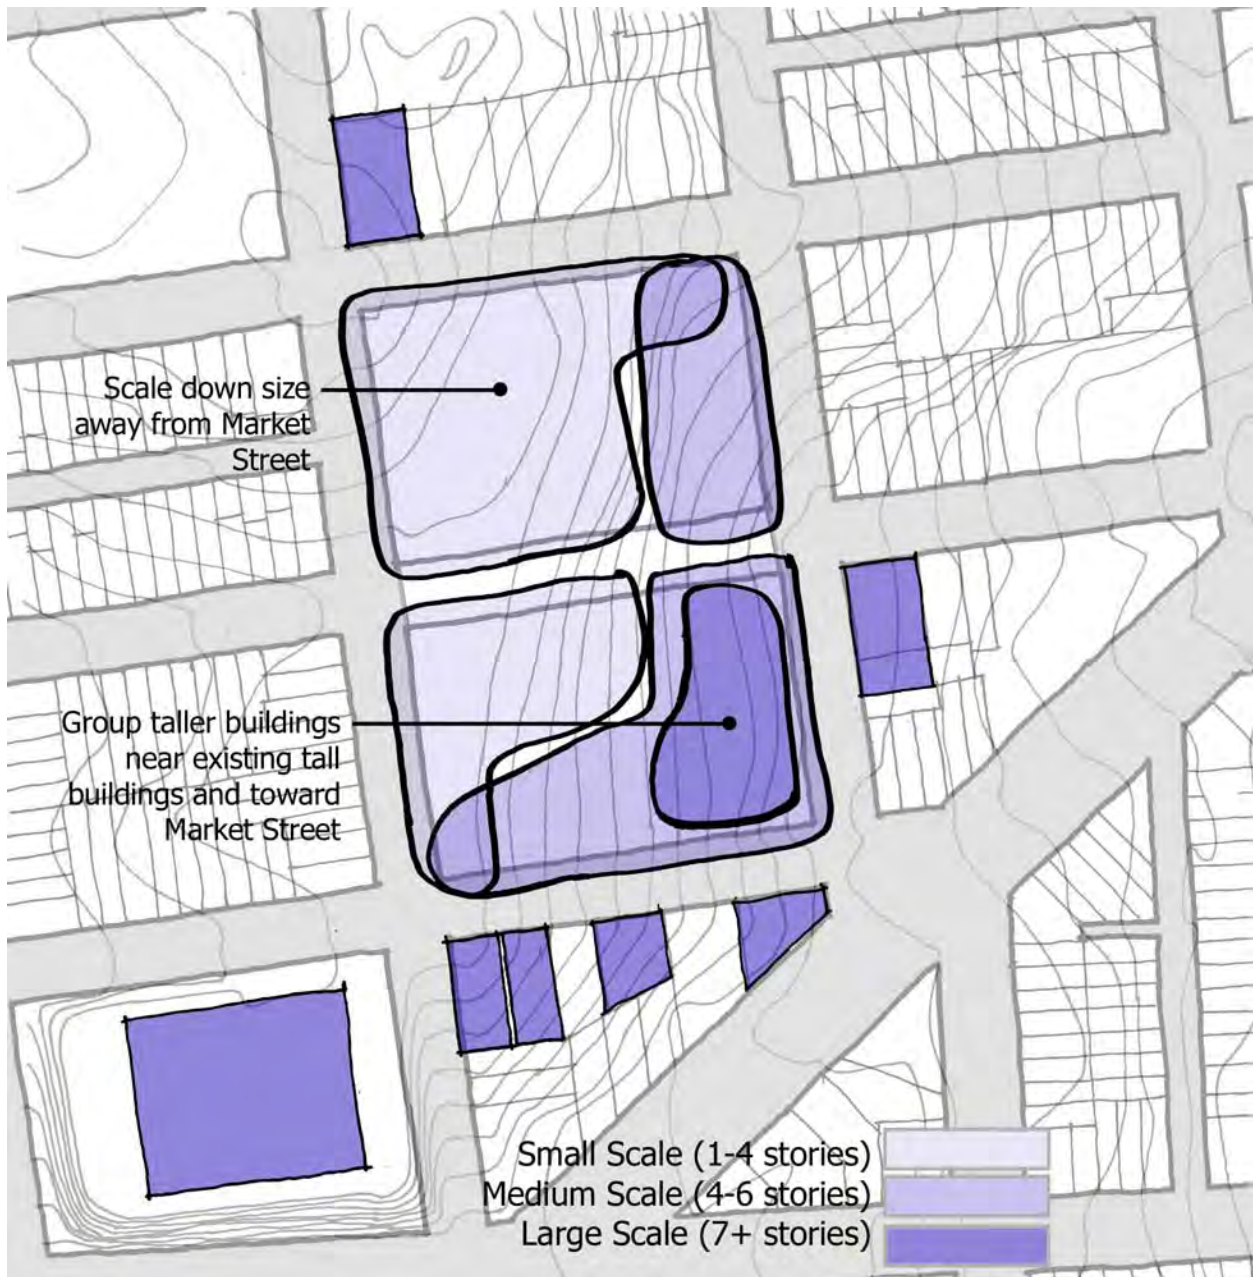 Scale down size
away from Market
Street
Group taller buildings
near existing tall
buildings and toward
Market Street
Small Scale (1-4 stories)
Medium Scale (4-6 stories)
Large Scale (7+ stories)